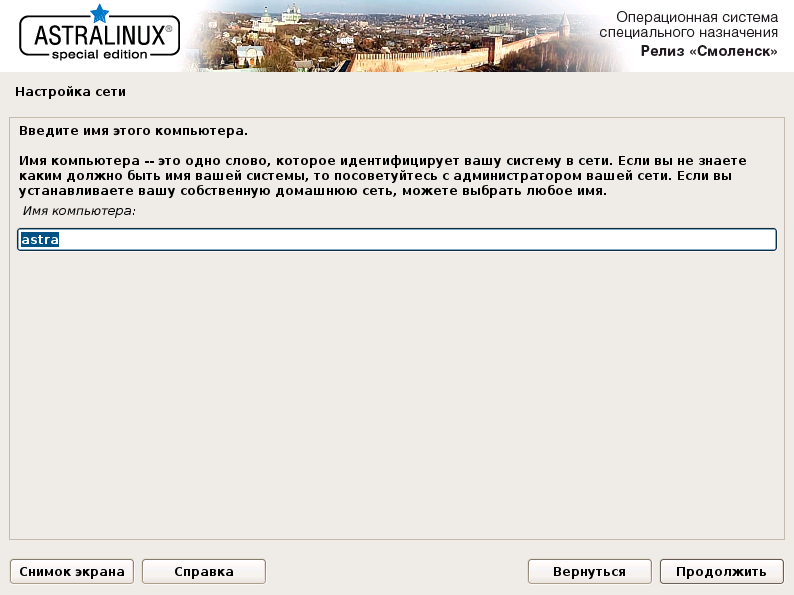 ASTRALINUX®
special edition
Операционная система
специального назначения
Релиз «Смоленск»
Настройка сети
Введите имя этого компьютера.
Имя компьютера -- это одно слово, которое идентифицирует вашу систему в сети. Если вы не знаете
каким должно быть имя вашей системы, то посоветуйтесь с администратором вашей сети. Если вы
устанавливаете вашу собственную домашнюю сеть, можете выбрать любое имя.
Имя компьютера:
astra
Снимок экрана
Справка
Вернуться
Продолжить